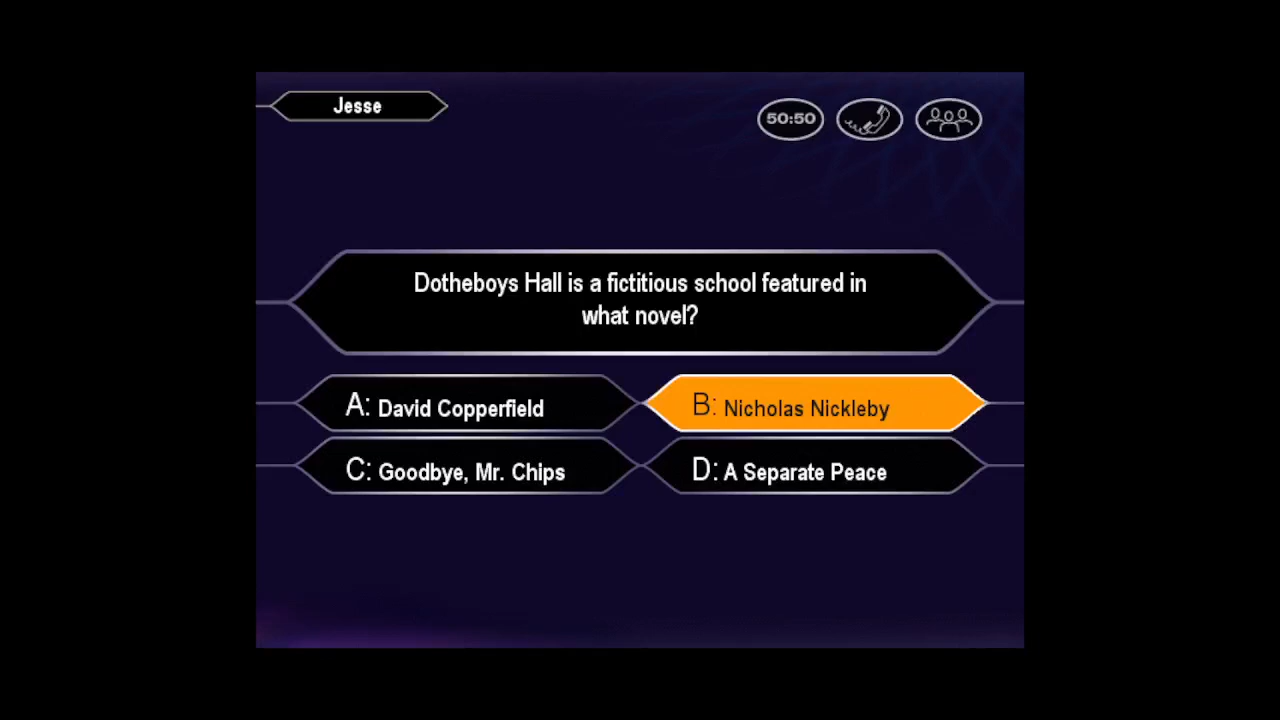 Jesse
50:50
Dotheboys Hall is a fictitious school featured in
what novel?
A: David Copperfield
B: Nicholas Nickleby
C: Goodbye, Mr. Chips
D: A Separate Peace